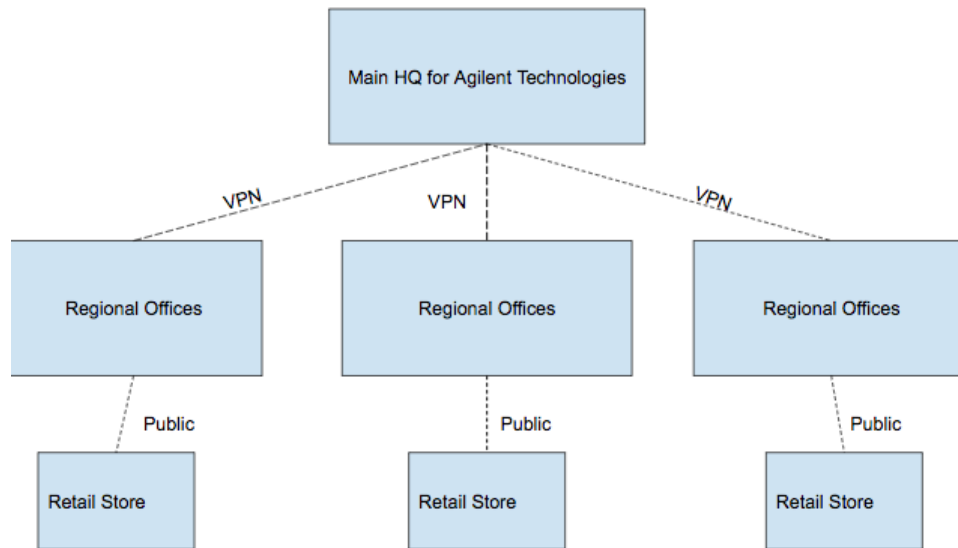 Main HQ for Agilent Technologies
VPN
VPN
VPN
Regional Offices
Regional Offices
Regional Offices
Public
Public
Public
Retail Store
Retail Store
Retail Store